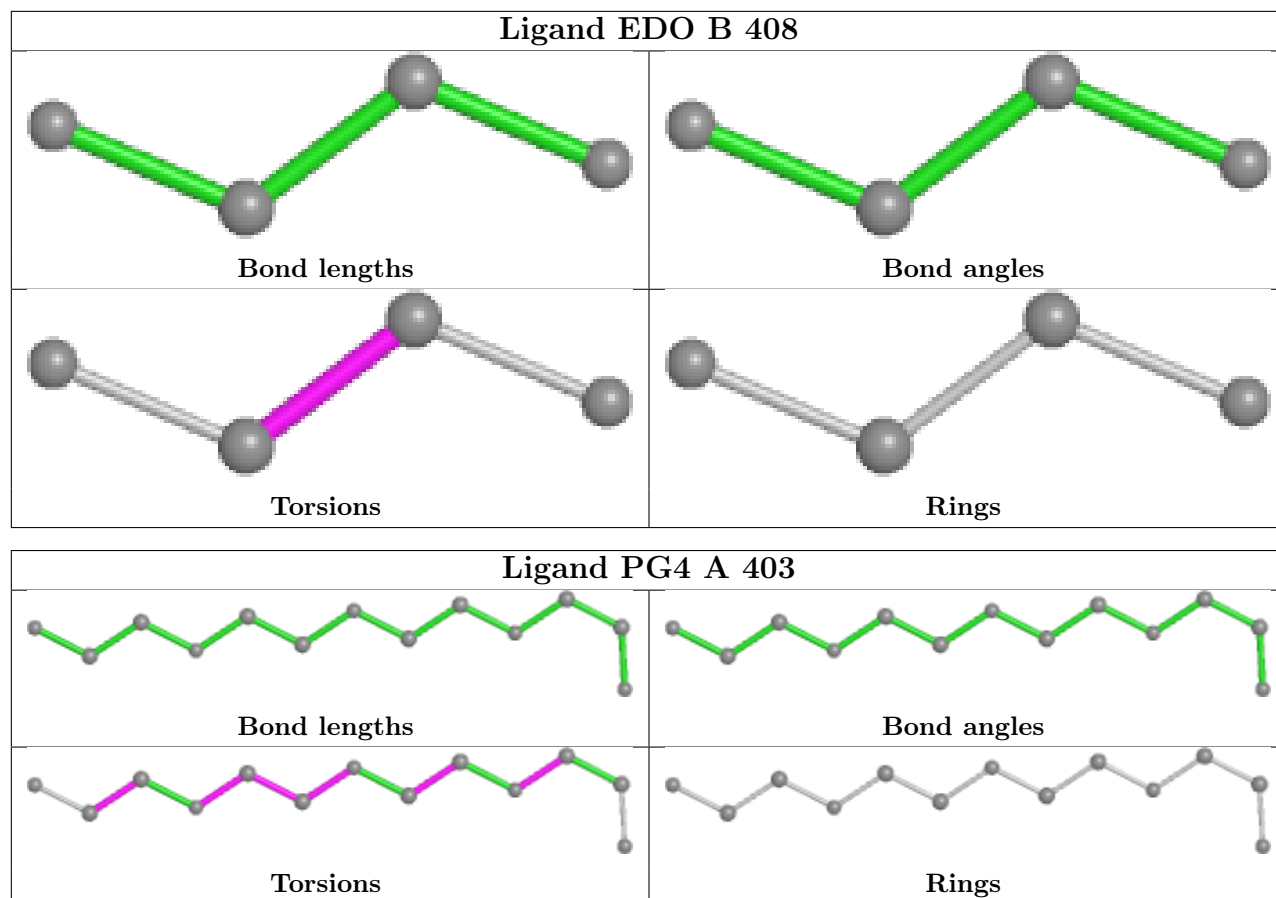 Ligand EDO B 408
Bond lengths
Bond angles
Torsions
Rings
Ligand PG4 A 403
Bond lengths
Bond angles
Torsions
Rings